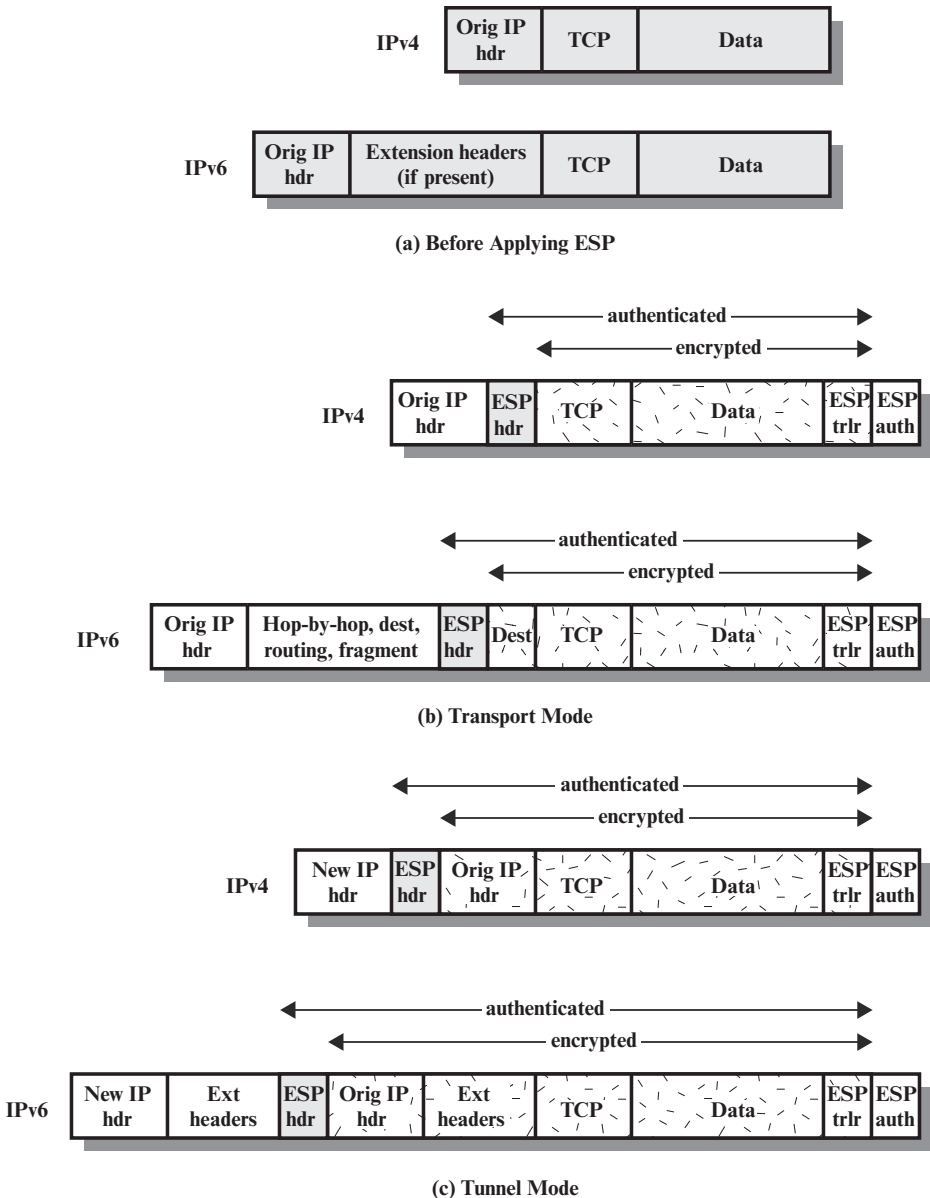 IPv4
Orig IP
hdr
TCP
Data
IPv6
Orig IP
hdr
Extension headers
(if present)
TCP
Data
(a) Before Applying ESP
authenticated
encrypted
IPv4
Orig IP
hdr
ESP
hdr
TCP
Data
ESP
trlr
ESP
auth
authenticated
encrypted
IPv6
Orig IP
hdr
Hop-by-hop, dest,
routing, fragment
ESP
hdr
Dest
TCP
Data
ESP
trlr
ESP
auth
(b) Transport Mode
authenticated
encrypted
IPv4
New IP
hdr
ESP
hdr
Orig IP
hdr
TCP
Data
ESP
trlr
ESP
auth
authenticated
encrypted
IPv6
New IP
hdr
Ext
headers
ESP
hdr
Orig IP
hdr
Ext
headers
TCP
Data
ESP
trlr
ESP
auth
(c) Tunnel Mode